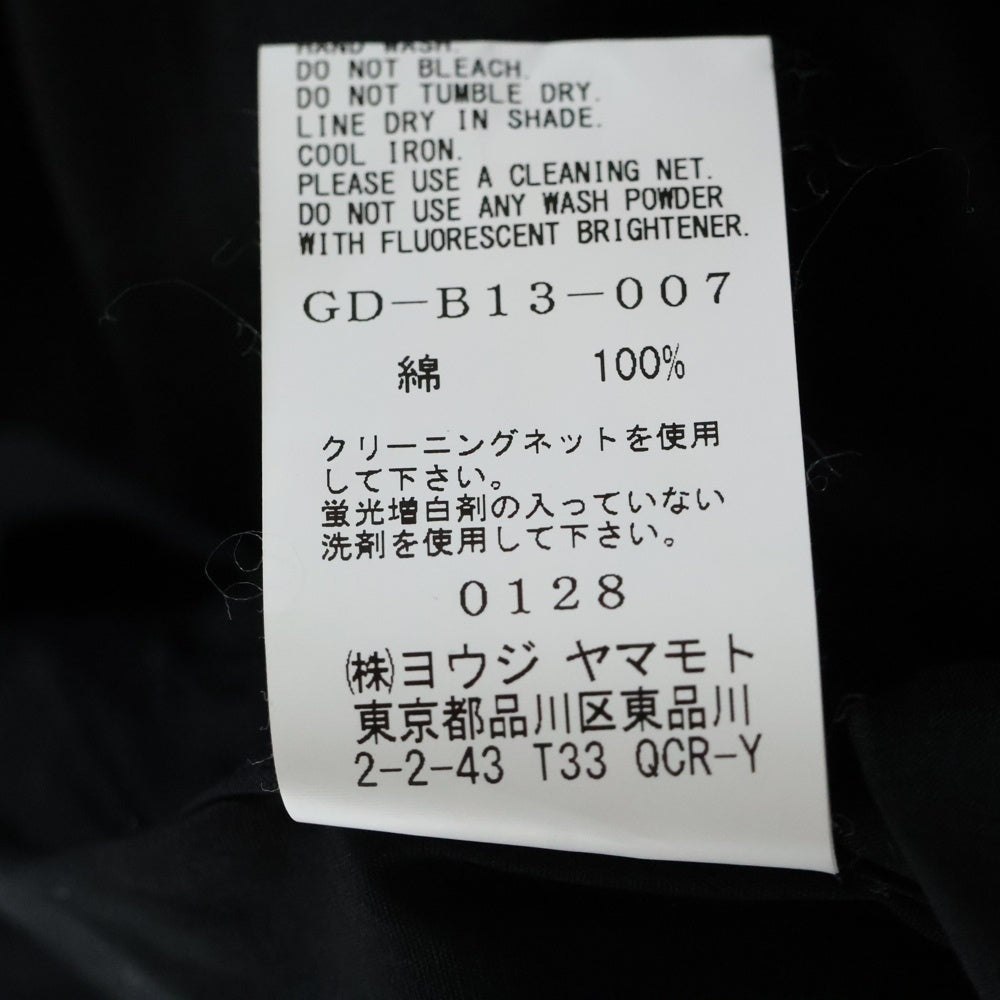 HAND WASH.
DO NOT BLEACH.
DO NOT TUMBLE DRY.
LINE DRY IN SHADE.
COOL IRON.
PLEASE USE A CLEANING NET.
DO NOT USE ANY WASH POWDER
WITH FLUORESCENT BRIGHTENER.
GD-B13-007
綿 100%
クリーニングネットを使用
して下さい。
蛍光増白剤の入っていない
洗剤を使用して下さい。
0128
㈱ヨウジ ヤマモト
東京都品川区東品川
2-2-43 T33 QCR-Y